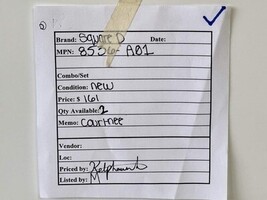 Brand: Square D Date:
MPN: 8536- A01
Combo/Set
Condition: new
Price: $ 161
Qty Available: 2
Memo: Courtnee
Vendor:
Loc:
Priced by:
Listed by: M